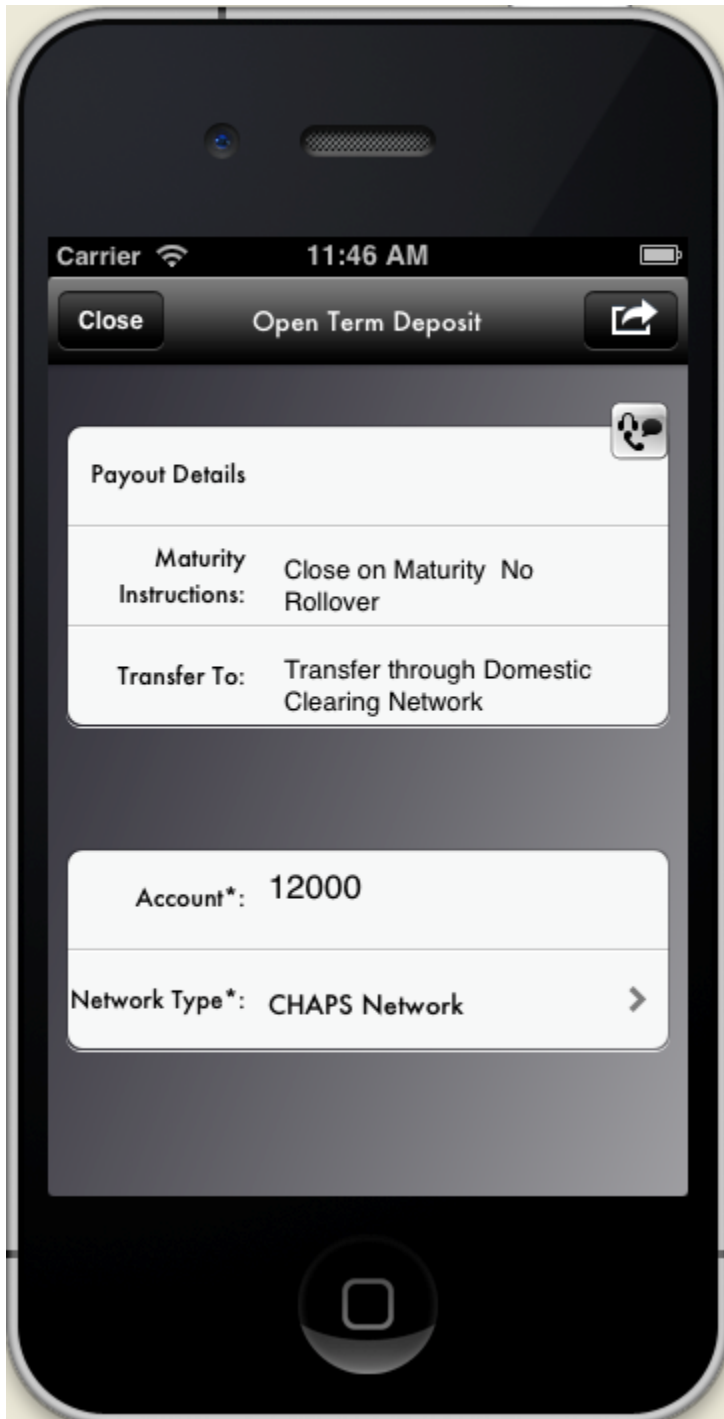 Carrier 11:46 AM
Close Open Term Deposit
Payout Details
Maturity Instructions: Close on Maturity  No Rollover
Transfer To: Transfer through Domestic Clearing Network
Account*: 12000
Network Type*: CHAPS Network